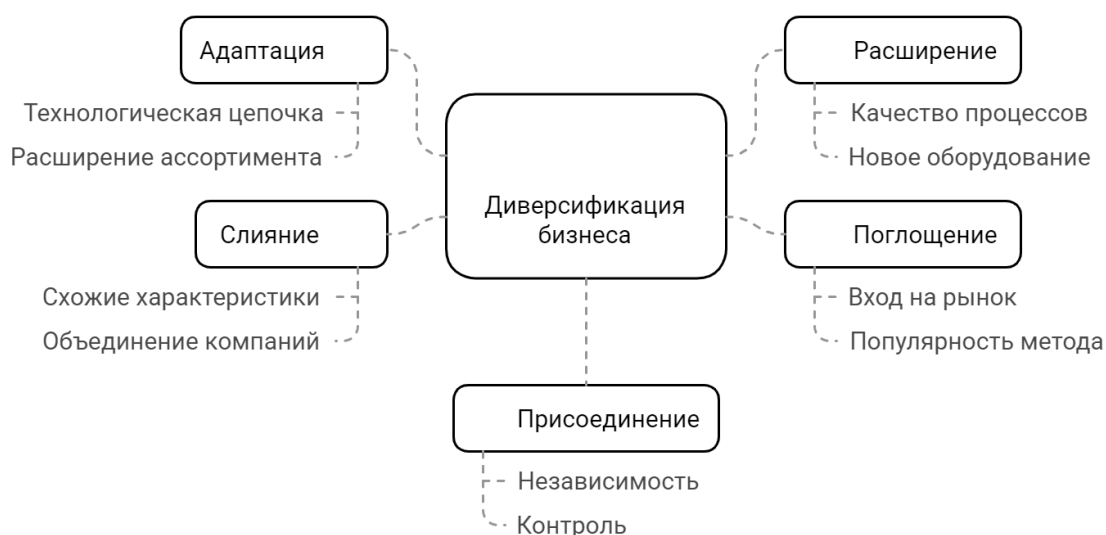 Адаптация
Технологическая цепочка
Расширение ассортимента
Слияние
Схожие характеристики
Объединение компаний
Диверсификация
бизнеса
Расширение
Качество процессов
Новое оборудование
Поглощение
Вход на рынок
Популярность метода
Присоединение
Независимость
Контроль